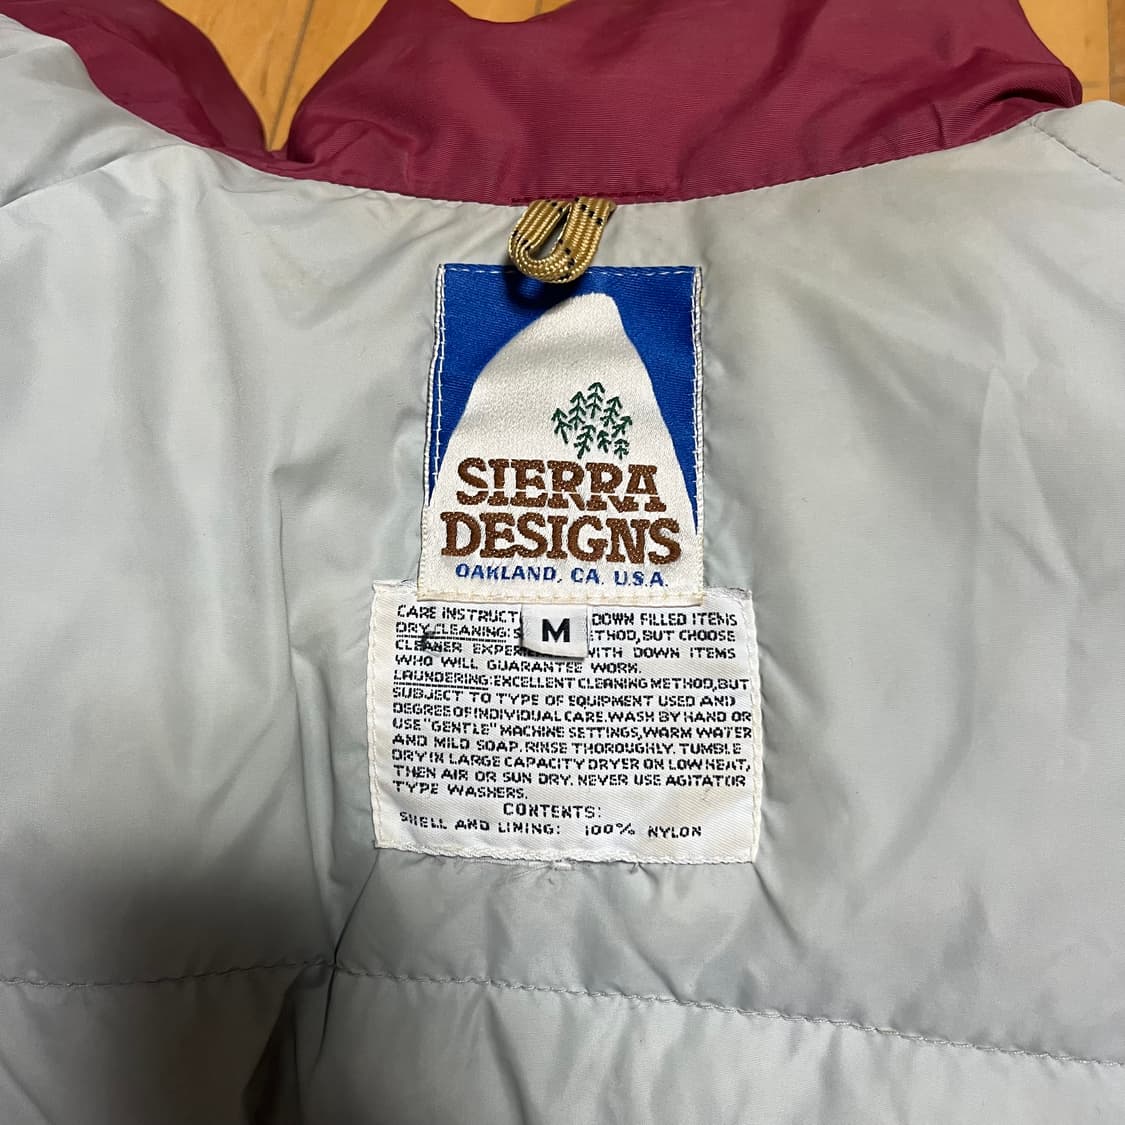 SIERRA
DESIGNS
OAKLAND, CA. U.S.A.
M
CARE INSTRUCT DOWN FILLED ITEMS
DRY CLEANING: S ETHOD, BUT CHOOSE
CLEANER EXPERIE WITH DOWN ITEMS
WHO WILL GUARANTEE WORK.
LAUNDERING: EXCELLENT CLEANING METHOD, BUT
SUBJECT TO TYPE OF EQUIPMENT USED AND
DEGREE OF INDIVIDUAL CARE. WASH BY HAND OR
USE "GENTLE" MACHINE SETTINGS, WARM WATER
AND MILD SOAP. RINSE THOROUGHLY. TUMBLE
DRY IN LARGE CAPACITY DRYER ON LOW HEAT,
THEN AIR OR SUN DRY. NEVER USE AGITATOR
TYPE WASHERS.
CONTENTS:
SHELL AND LINING: 100% NYLON